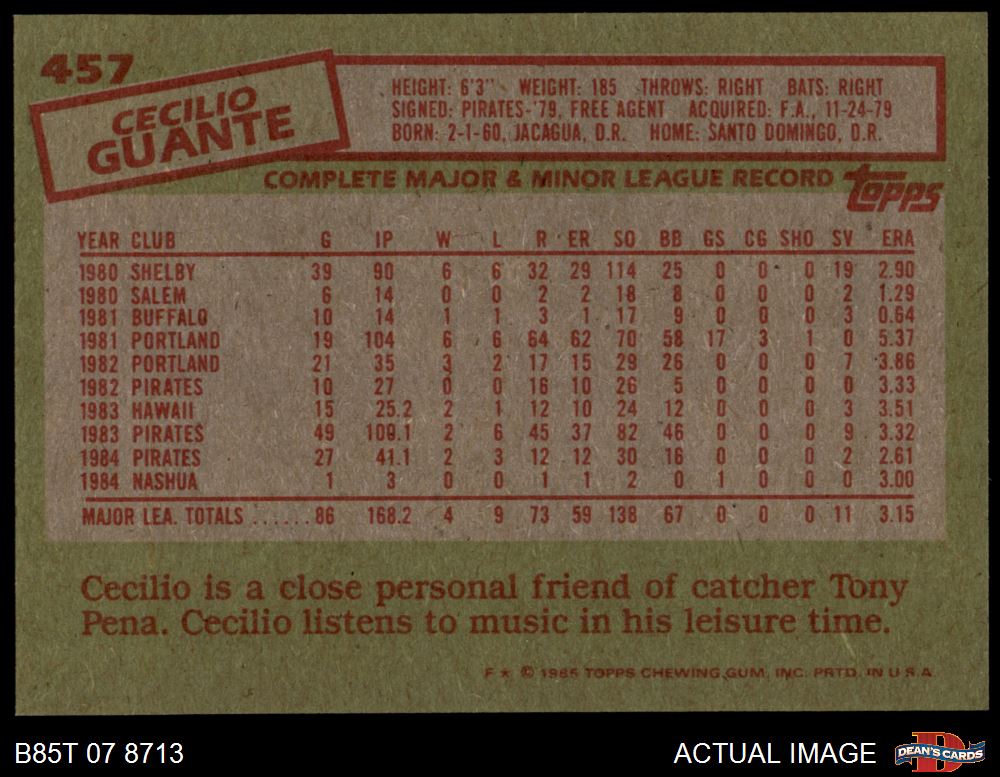 457
CECILIO
GUANTE
HEIGHT: 6'3" WEIGHT: 185 THROWS: RIGHT BATS: RIGHT
SIGNED: PIRATES-'79, FREE AGENT ACQUIRED: F.A., 11-24-79
BORN: 2-1-60, JACAGUA, D.R. HOME: SANTO DOMINGO, D.R.
COMPLETE MAJOR & MINOR LEAGUE RECORD topps
YEAR CLUB G IP W L R ER SO BB GS CG SHO SV ERA
1980 SHELBY 39 90 6 6 32 29 114 25 0 0 0 19 2.90
1980 SALEM 6 14 0 0 2 2 18 8 0 0 0 2 1.29
1981 BUFFALO 10 14 1 1 3 1 17 9 0 0 0 3 0.64
1981 PORTLAND 19 104 6 6 64 62 70 58 17 3 1 0 5.37
1982 PORTLAND 21 35 3 2 17 15 29 26 0 0 0 7 3.86
1982 PIRATES 10 27 0 0 16 10 26 5 0 0 0 0 3.33
1983 HAWAII 15 25.2 2 1 12 10 24 12 0 0 0 3 3.51
1983 PIRATES 49 100.1 2 6 45 37 82 46 0 0 0 9 3.32
1984 PIRATES 27 41.1 2 3 12 12 30 16 0 0 0 2 2.61
1984 NASHUA 1 3 0 0 1 1 2 0 1 0 0 0 3.00
MAJOR LEA. TOTALS ......86 168.2 4 9 73 59 138 67 0 0 0 11 3.15
Cecilio is a close personal friend of catcher Tony
Pena. Cecilio listens to music in his leisure time.
F * © 1985 TOPPS CHEWING GUM, INC. PRTD. IN U.S.A.
B85T 07 8713 ACTUAL IMAGE DEAN'S CARDS